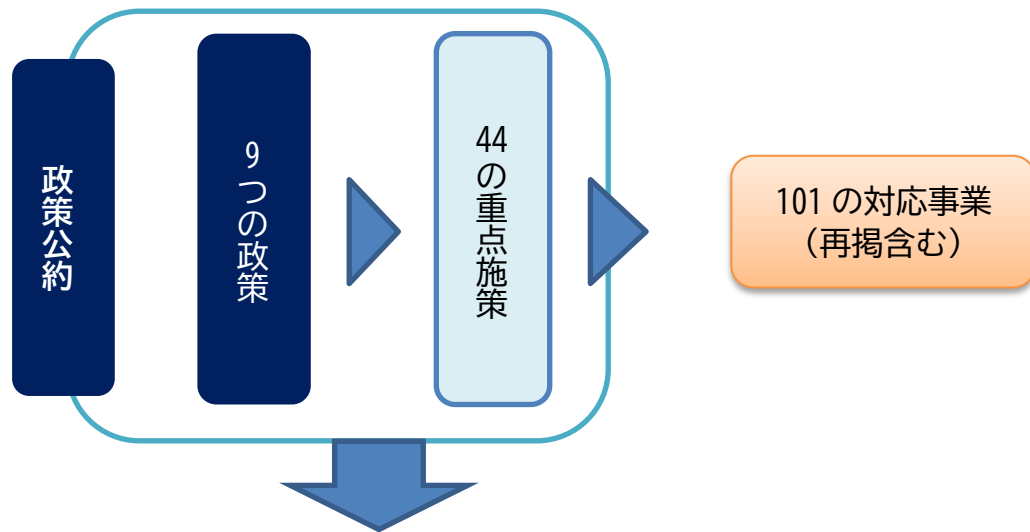 政策公約
9つの政策
44の重点施策
101の対応事業
（再掲含む）